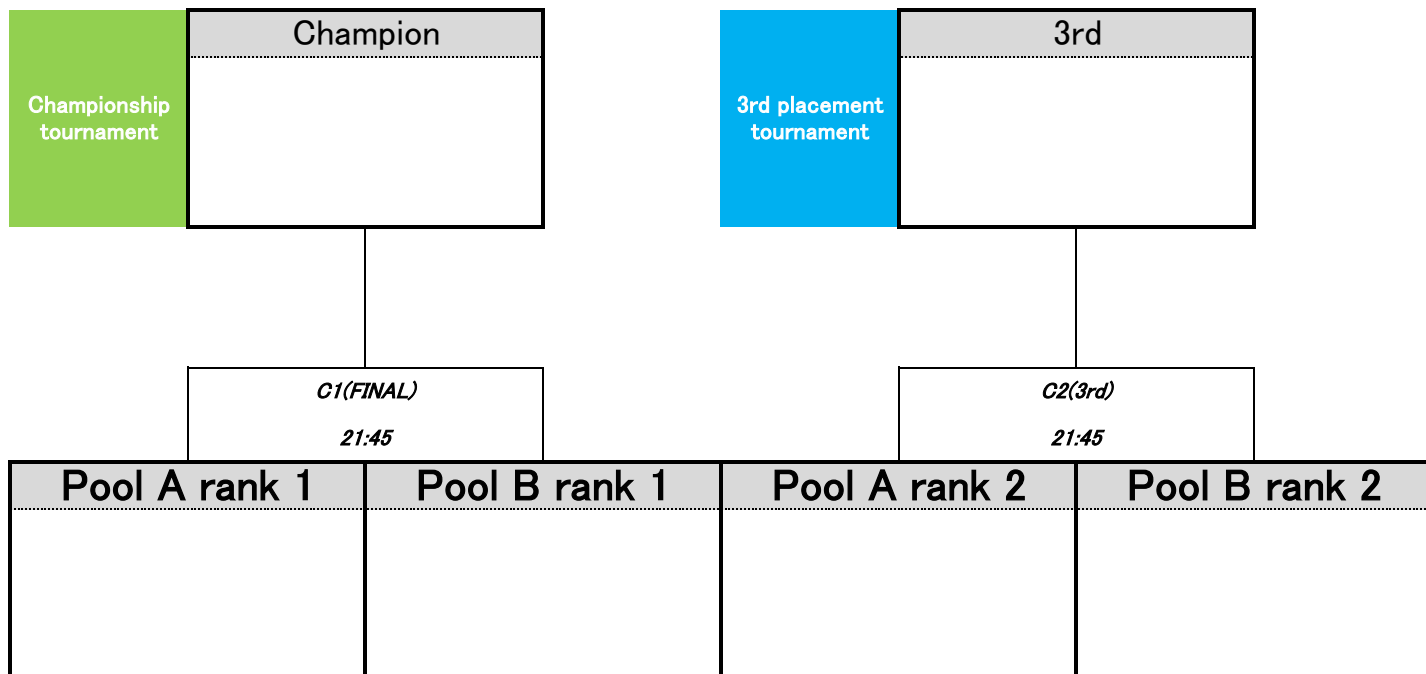 Champion
Championship
tournament
3rd
3rd placement
tournament
C1(FINAL)
21:45
C2(3rd)
21:45
Pool A rank 1
Pool B rank 1
Pool A rank 2
Pool B rank 2